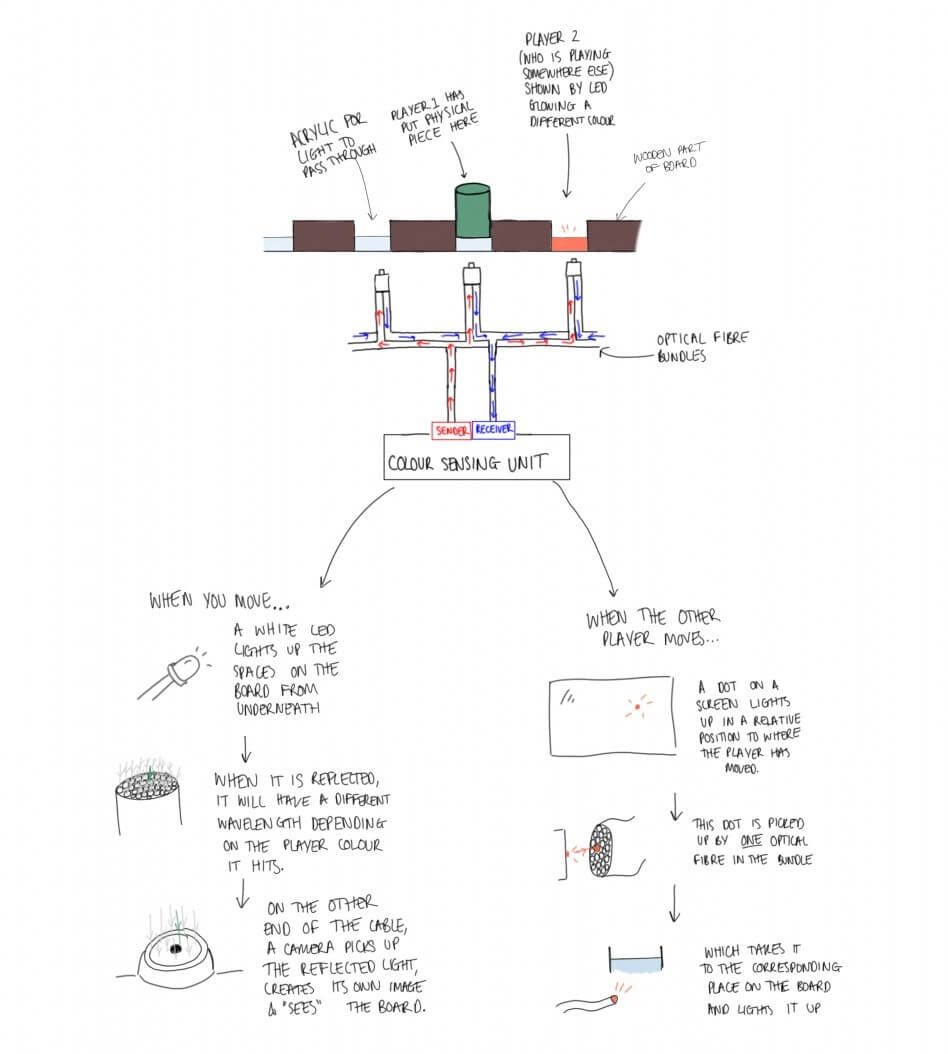 PLAYER 2
(WHO IS PLAYING
SOMEWHERE ELSE)
SHOWN BY LED
GLOWING A
DIFFERENT COLOUR
PLAYER 1 HAS
PUT PHYSICAL
PIECE HERE
ACRYLIC FOR
LIGHT TO
PASS THROUGH
WOODEN PART
OF BOARD
OPTICAL FIBRE
BUNDLES
SENDER
RECEIVER
COLOUR SENSING UNIT
WHEN YOU MOVE...
A WHITE LED
LIGHTS UP THE
SPACES ON THE
BOARD FROM
UNDERNEATH
WHEN IT IS REFLECTED,
IT WILL HAVE A DIFFERENT
WAVELENGTH DEPENDING
ON THE PLAYER COLOUR
IT HITS.
ON THE OTHER
END OF THE CABLE,
A CAMERA PICKS UP
THE REFLECTED LIGHT,
CREATES ITS OWN IMAGE
& "SEES" THE BOARD.
WHEN THE OTHER
PLAYER MOVES...
A DOT ON A
SCREEN LIGHTS
UP IN A RELATIVE
POSITION TO WHERE
THE PLAYER HAS
MOVED.
THIS DOT IS PICKED
UP BY ONE OPTICAL
FIBRE IN THE BUNDLE
WHICH TAKES IT
TO THE CORRESPONDING
PLACE ON THE BOARD
AND LIGHTS IT UP